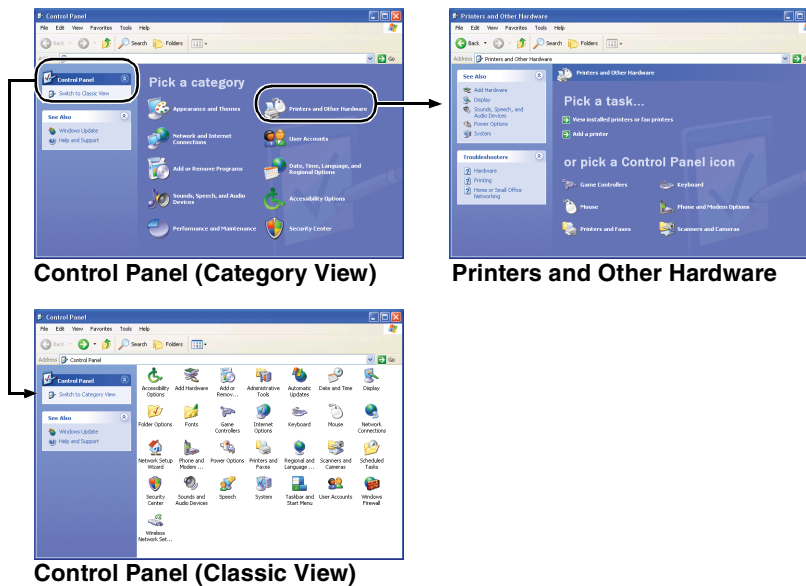 Control Panel
File Edit View Favorites Tools Help
Back Search Folders
Go
Control Panel
Switch to Classic View
See Also
Windows Update
Help and Support
Pick a category
Appearance and Themes
Printers and Other Hardware
Network and Internet Connections
User Accounts
Add or Remove Programs
Date, Time, Language, and Regional Options
Sounds, Speech, and Audio Devices
Accessibility Options
Performance and Maintenance
Security Center
Control Panel (Category View)
Printers and Other Hardware
File Edit View Favorites Tools Help
Back Search Folders
Address Printers and Other Hardware
See Also
Add Hardware
Display
Sounds, Speech, and Audio Devices
Power Options
System
Troubleshooters
Hardware
Printing
Home or Small Office Networking
Printers and Other Hardware
Pick a task...
View installed printers or fax printers
Add a printer
or pick a Control Panel icon
Game Controllers
Keyboard
Mouse
Phone and Modem Options
Printers and Faxes
Scanners and Cameras
Printers and Other Hardware
Control Panel
File Edit View Favorites Tools Help
Back Search Folders
Address Control Panel Go
Control Panel
Switch to Category View
See Also
Windows Update
Help and Support
Accessibility Options
Add Hardware
Add or Remov...
Administrative Tools
Automatic Updates
Date and Time
Display
Folder Options
Fonts
Game Controllers
Internet Options
Keyboard
Mouse
Network Connections
Network Setup Wizard
Phone and Modem ...
Power Options
Printers and Faxes
Regional and Language ...
Scanners and Cameras
Scheduled Tasks
Security Center
Sounds and Audio Devices
Speech
System
Taskbar and Start Menu
User Accounts
Windows Firewall
Wireless Network Set...
Control Panel (Classic View)